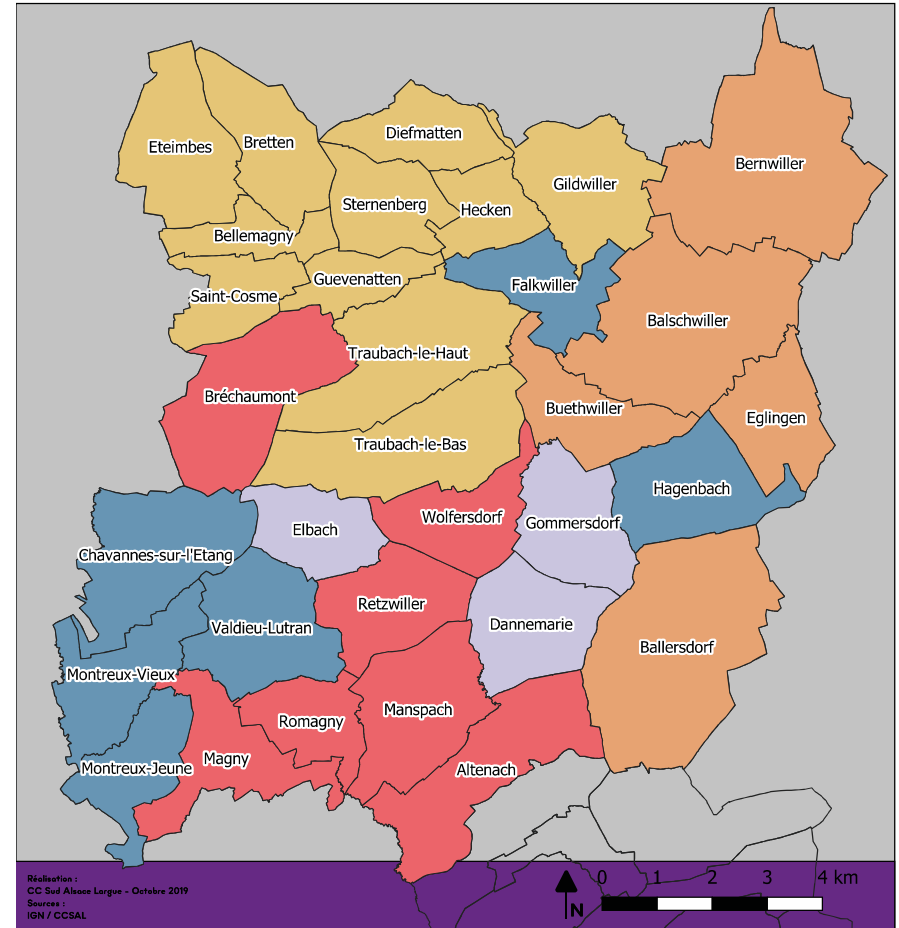 Eteimbes
Bretten
Diefmatten
Bernwiller
Gildwiller
Sternenberg
Hecken
Bellemagny
Guevenatten
Falkwiller
Saint-Cosme
Balschwiller
Traubach-le-Haut
Bréchaumont
Buethwiller
Eglingen
Traubach-le-Bas
Hagenbach
Wolfersdorf
Gommersdorf
Elbach
Chavannes-sur-l'Etang
Retzwiller
Dannemarie
Valdieu-Lutran
Ballersdorf
Montreux-Vieux
Manspach
Romagny
Magny
Montreux-Jeune
Altenach
Réalisation :
CC Sud Alsace Largue - Octobre 2019
Sources :
IGN / CCSAL
N
0 1 2 3 4 km